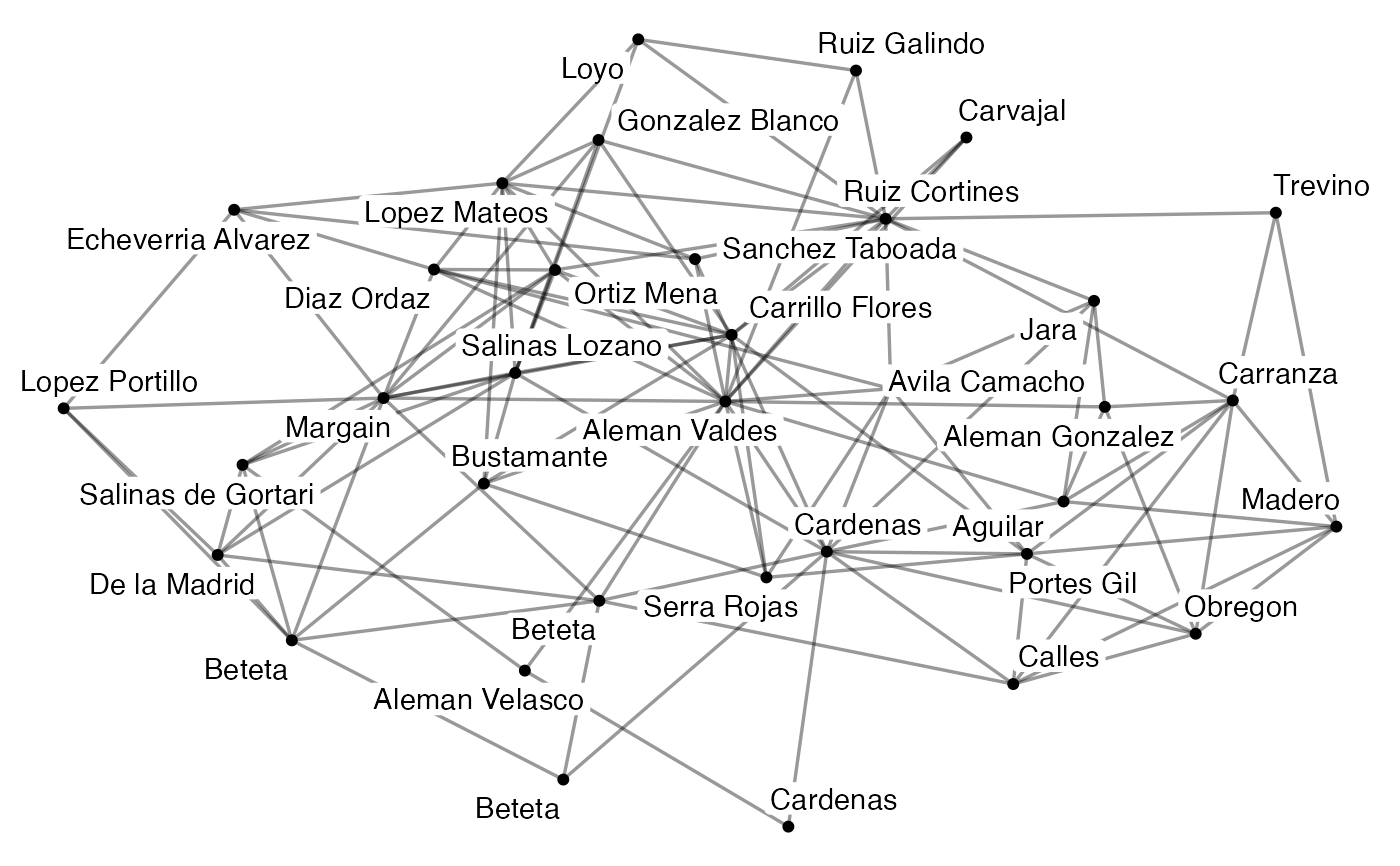 Ruiz Galindo
Loyo
Carvajal
Gonzalez Blanco
Trevino
Ruiz Cortines
Lopez Mateos
Echeverria Alvarez
Sanchez Taboada
Diaz Ordaz
Ortiz Mena
Carrillo Flores
Jara
Salinas Lozano
Carranza
Lopez Portillo
Avila Camacho
Margain
Aleman Valdes
Aleman Gonzalez
Bustamante
Salinas de Gortari
Madero
Cardenas
Aguilar
De la Madrid
Portes Gil
Serra Rojas
Obregon
Beteta
Calles
Beteta
Aleman Velasco
Cardenas
Beteta